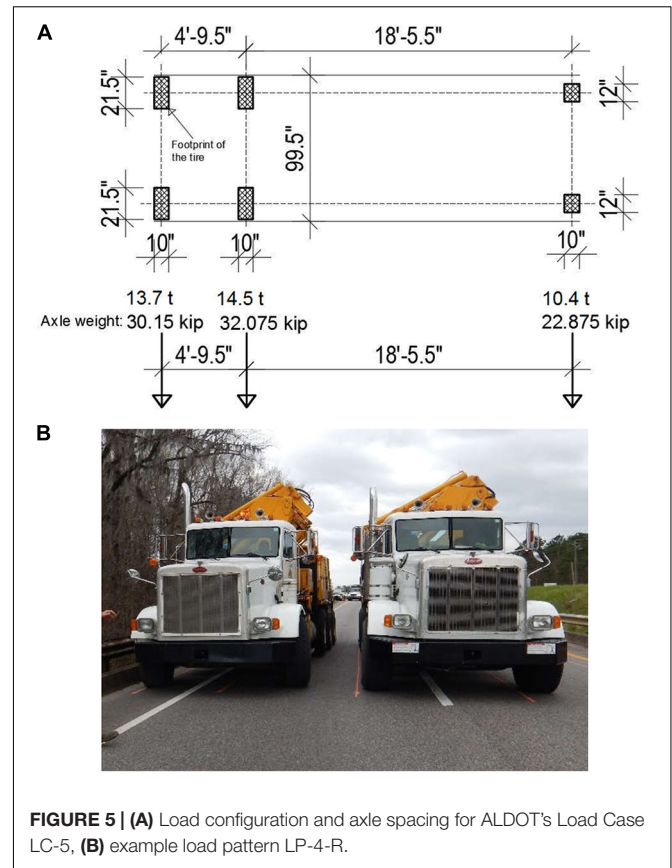 A
4'-9.5" 18'-5.5"
21.5" 12"
Footprint of
the tire
99.5"
21.5" 12"
10" 10" 10"
13.7 t 14.5 t 10.4 t
Axle weight: 30.15 kip 32.075 kip 22.875 kip
4'-9.5" 18'-5.5"
B
FIGURE 5 | (A) Load configuration and axle spacing for ALDOT's Load Case
LC-5, (B) example load pattern LP-4-R.